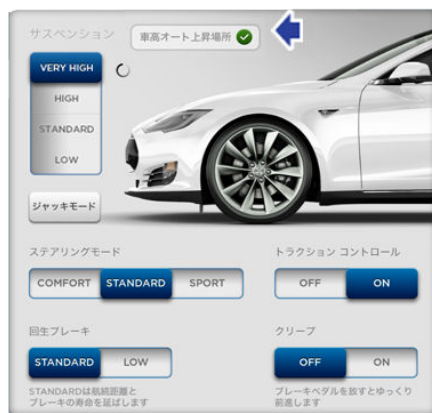 サスペンション
車高オート上昇場所
VERY HIGH
HIGH
STANDARD
LOW
ジャッキモード
ステアリングモード
COMFORT STANDARD SPORT
トラクション コントロール
OFF ON
回生ブレーキ
STANDARD LOW
STANDARDは航続距離と
ブレーキの寿命を延ばします
クリープ
OFF ON
ブレーキペダルを放すとゆっくり
前進します